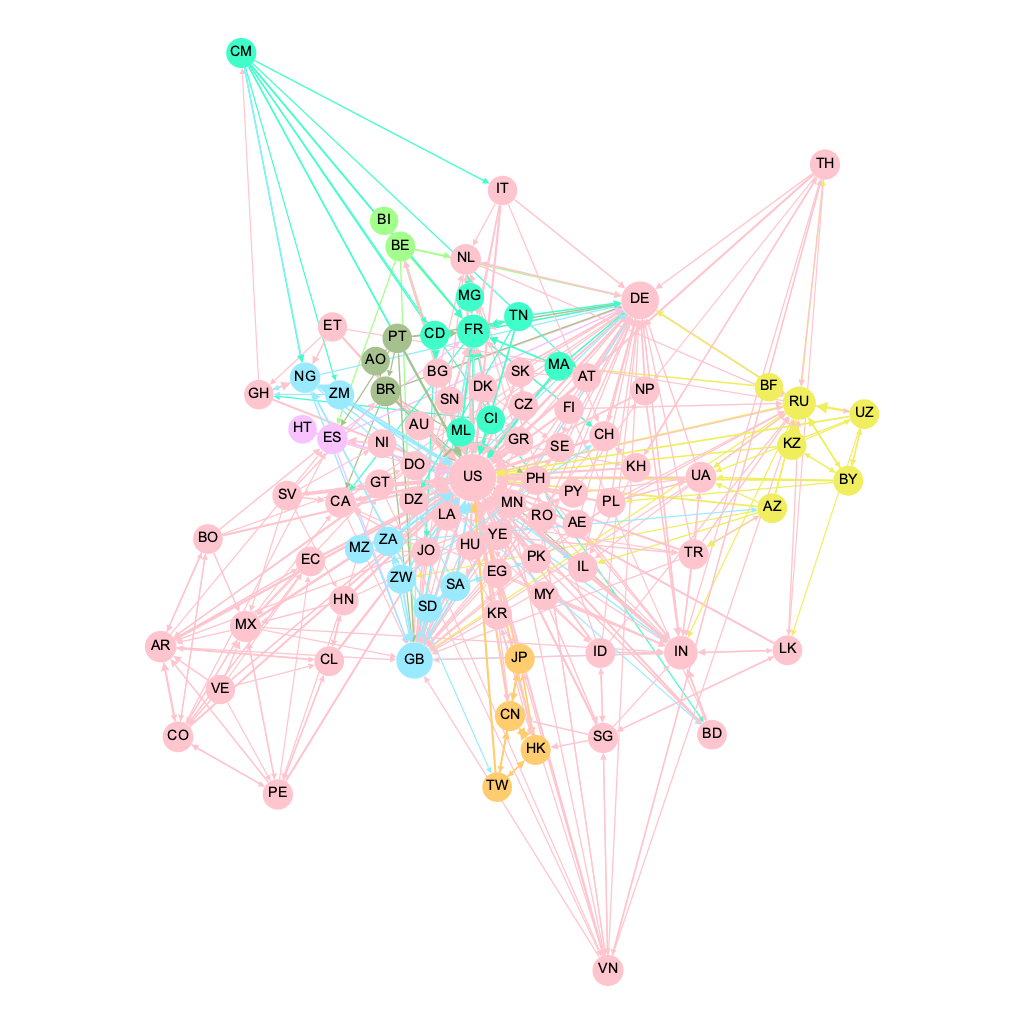 CM
TH
IT
BI
BE
NL
MG
DE
TN
ET
PT
CD
FR
AO
BG
SK
MA
AT
NG
GH
ZM
BR
SN
DK
NP
BF
RU
UZ
CZ
FI
HT
ES
NI
AU
ML
CI
GR
SE
CH
KZ
DO
US
PH
KH
UA
BY
SV
CA
GT
DZ
LA
MN
PY
PL
AZ
RO
AE
BO
MZ
ZA
JO
HU
YE
PK
IL
TR
EC
ZW
SA
EG
HN
SD
MY
KR
AR
MX
CL
GB
JP
ID
IN
LK
VE
CO
CN
HK
SG
BD
PE
TW
VN